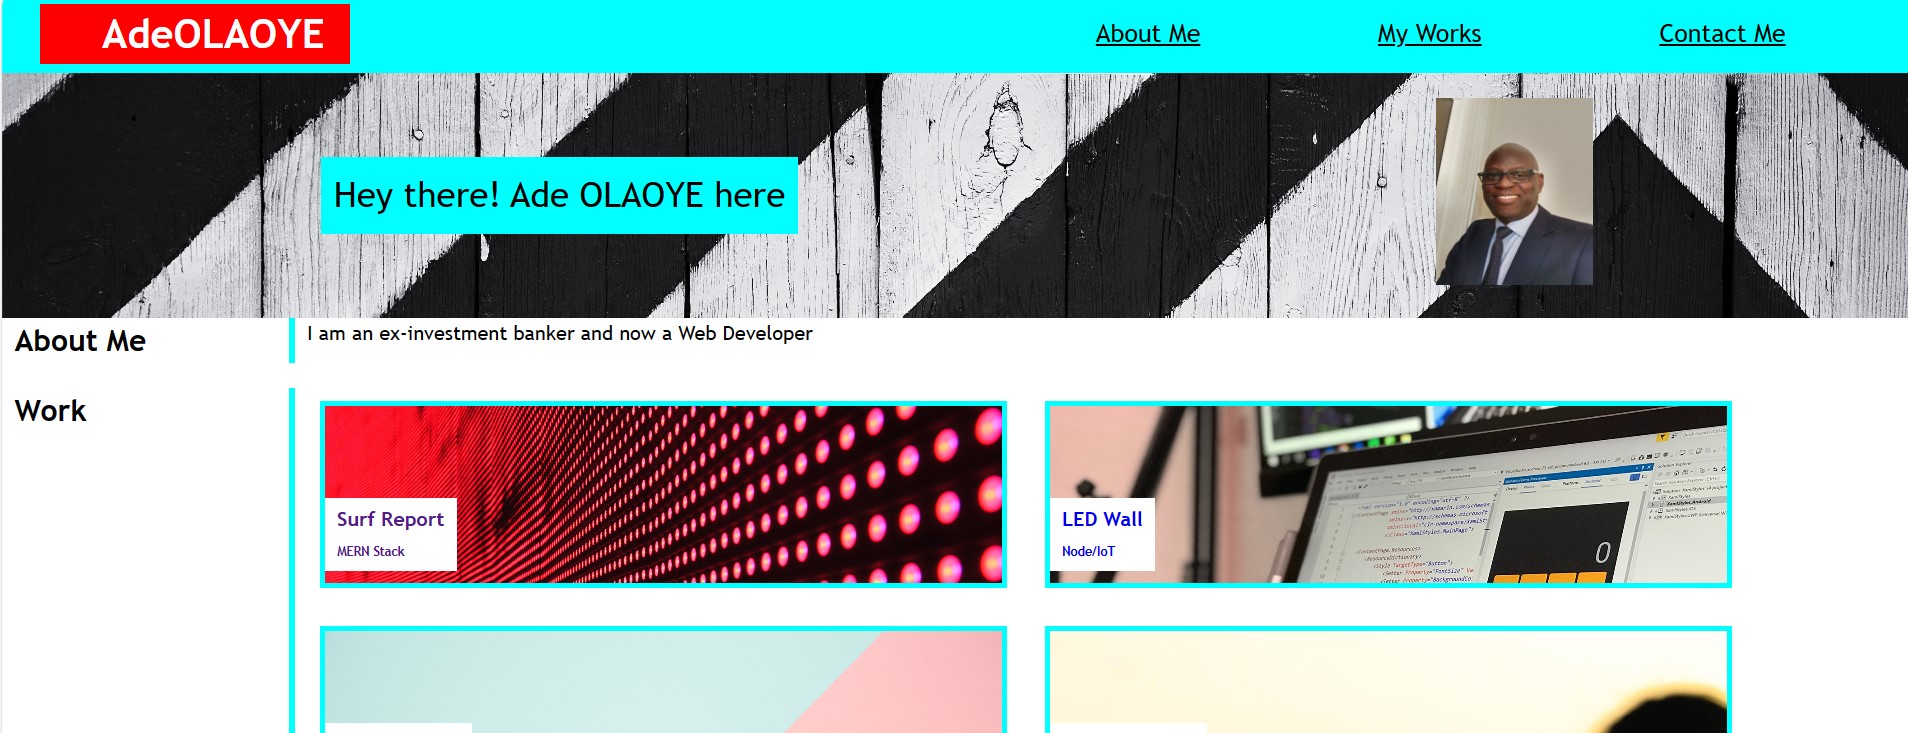 AdeOLAOYE
About Me
My Works
Contact Me
Hey there! Ade OLAOYE here
About Me
I am an ex-investment banker and now a Web Developer
Work
Surf Report
MERN Stack
LED Wall
Node/IoT
0